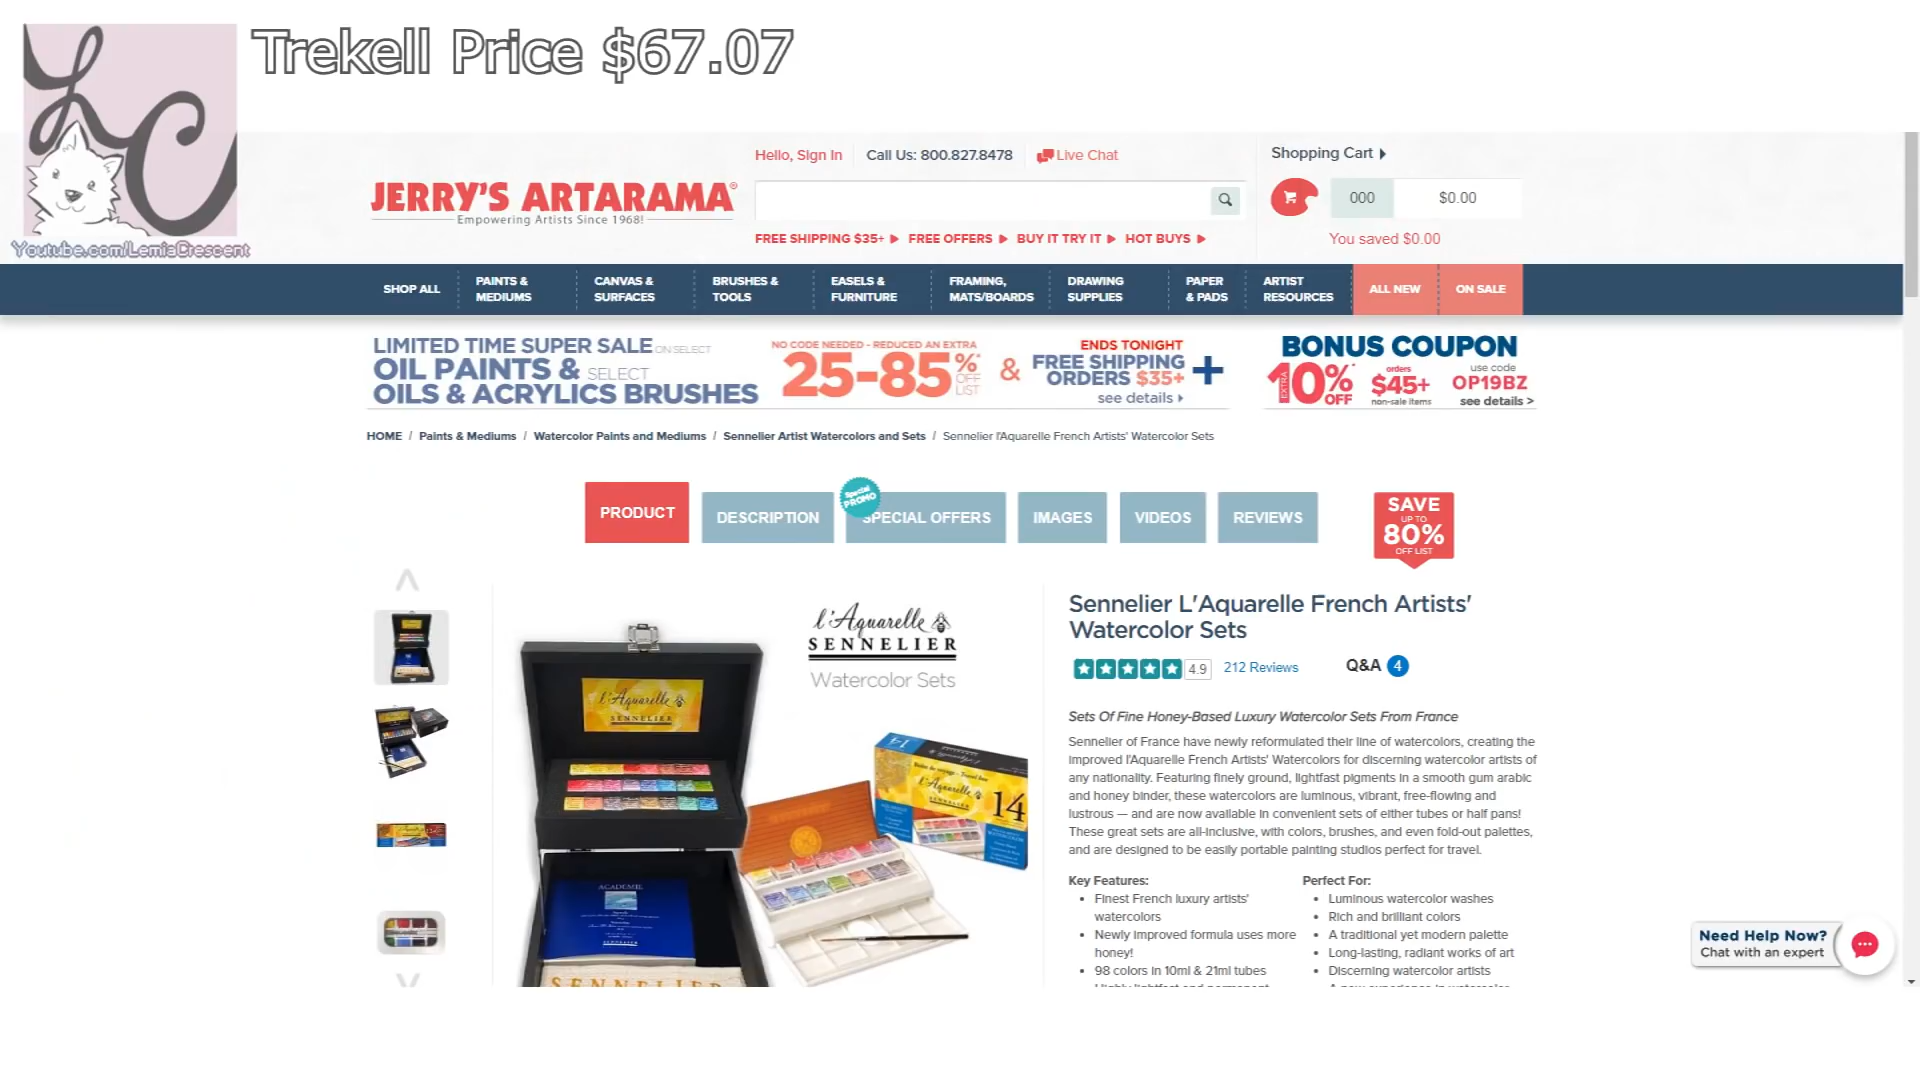 Trekell Price $67.07
LC
Youtube.com/LemiaCrescent
Hello, Sign In
Call Us: 800.827.8478
Live Chat
Shopping Cart
JERRY'S ARTARAMA®
Empowering Artists Since 1968!
000
$0.00
FREE SHIPPING $35+
FREE OFFERS
BUY IT TRY IT
HOT BUYS
You saved $0.00
SHOP ALL
PAINTS &
MEDIUMS
CANVAS &
SURFACES
BRUSHES &
TOOLS
EASELS &
FURNITURE
FRAMING,
MATS/BOARDS
DRAWING
SUPPLIES
PAPER
& PADS
ARTIST
RESOURCES
ALL NEW
ON SALE
LIMITED TIME SUPER SALE ON SELECT
OIL PAINTS & SELECT
OILS & ACRYLICS BRUSHES
NO CODE NEEDED - REDUCED AN EXTRA
25-85%* OFF LIST
&
ENDS TONIGHT
FREE SHIPPING
ORDERS $35+
see details
+
BONUS COUPON
EXTRA 10%* OFF
orders
$45+
non-sale items
use code
OP19BZ
see details >
HOME / Paints & Mediums / Watercolor Paints and Mediums / Sennelier Artist Watercolors and Sets / Sennelier l'Aquarelle French Artists' Watercolor Sets
PRODUCT
DESCRIPTION
Special PROMO
SPECIAL OFFERS
IMAGES
VIDEOS
REVIEWS
SAVE
UP TO
80%
OFF LIST
l'Aquarelle
SENNELIER
Watercolor Sets
l'Aquarelle
SENNELIER
l'Aquarelle
14
14
ACADEMIE
SENNELIER
Sennelier L'Aquarelle French Artists'
Watercolor Sets
4.9
212 Reviews
Q&A 4
Sets Of Fine Honey-Based Luxury Watercolor Sets From France
Sennelier of France have newly reformulated their line of watercolors, creating the
improved l'Aquarelle French Artists' Watercolors for discerning watercolor artists of
any nationality. Featuring finely ground, lightfast pigments in a smooth gum arabic
and honey binder, these watercolors are luminous, vibrant, free-flowing and
lustrous — and are now available in convenient sets of either tubes or half pans!
These great sets are all-inclusive, with colors, brushes, and even fold-out palettes,
and are designed to be easily portable painting studios perfect for travel.
Key Features:
Finest French luxury artists'
watercolors
Newly improved formula uses more
honey!
98 colors in 10ml & 21ml tubes
Perfect For:
Luminous watercolor washes
Rich and brilliant colors
A traditional yet modern palette
Long-lasting, radiant works of art
Discerning watercolor artists
Need Help Now?
Chat with an expert